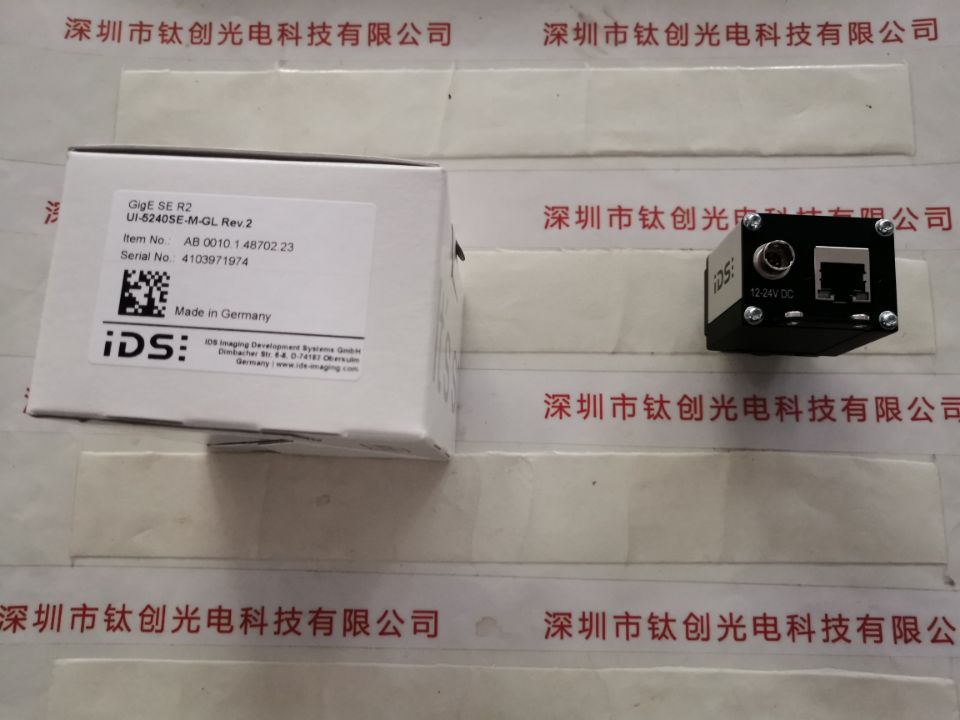 深圳市钛创光电科技有限公司
深圳市钛创光电科技有限公司
深圳市钛创光电科技有限公司
GigE SE R2
UI-5240SE-M-GL Rev.2
Item No.: AB 0010.1.48702.23
Serial No.: 4103971974
Made in Germany
IDS
IDS Imaging Development Systems GmbH
Dimbacher Str. 6-8, D-74182 Obersulm
Germany | www.ids-imaging.com
IDS
12-24V DC
深圳市钛创光电科技有限公司
深圳市钛创光电科技有限公司
深圳市钛创光电科技有限公